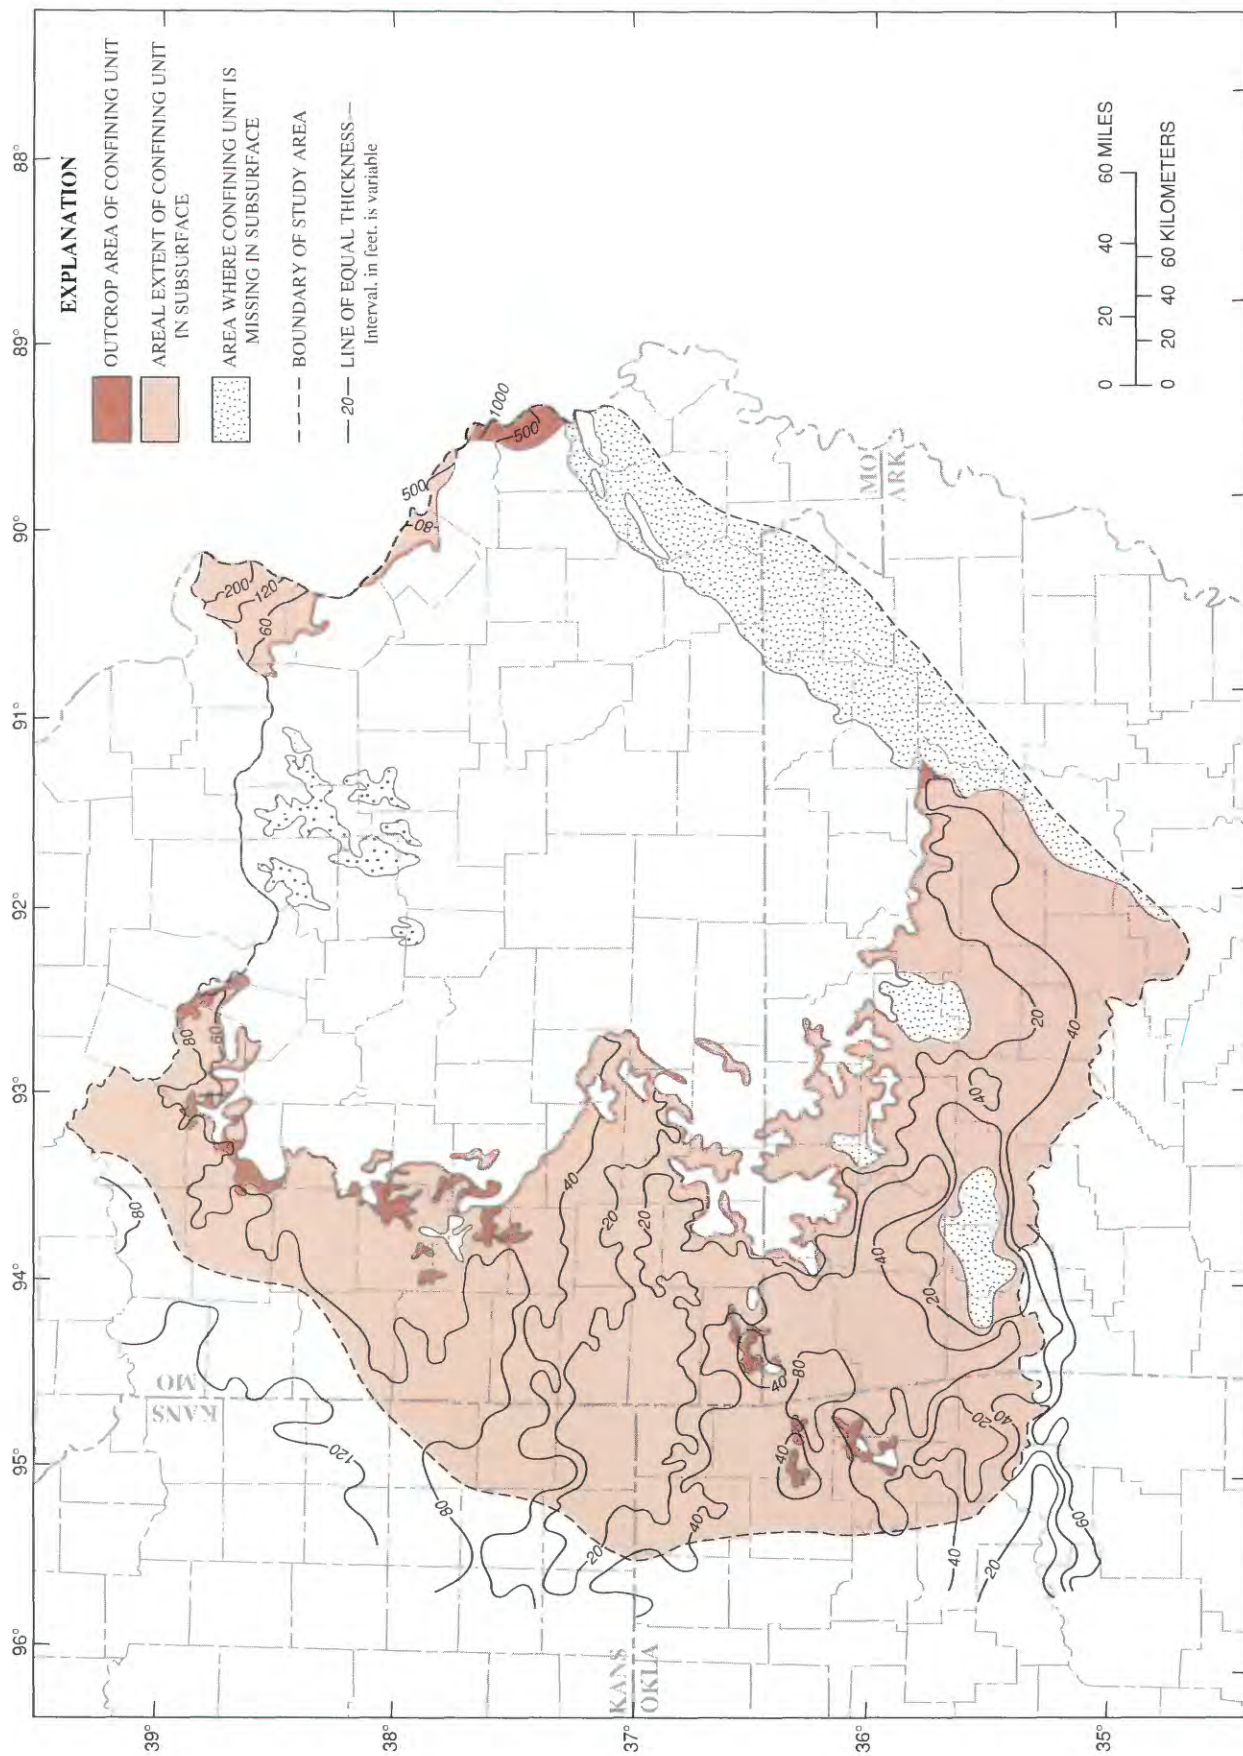 96°
95°
94°
93°
92°
91°
90°
89°
88°
39°
38°
37°
36°
35°
EXPLANATION
OUTCROP AREA OF CONFINING UNIT
AREAL EXTENT OF CONFINING UNIT
IN SUBSURFACE
AREA WHERE CONFINING UNIT IS
MISSING IN SUBSURFACE
BOUNDARY OF STUDY AREA
20
LINE OF EQUAL THICKNESS—
Interval, in feet, is variable
0 20 40 60 MILES
0 20 40 60 KILOMETERS
KANS
MO
KANS
OKLA
MO
ARK
120
80
80
80
60
60
120
200
80
500
500
1000
80
20
40
40
20
20
40
40
80
40
40
20
20
40
40
20
60
40
20
40
20
40